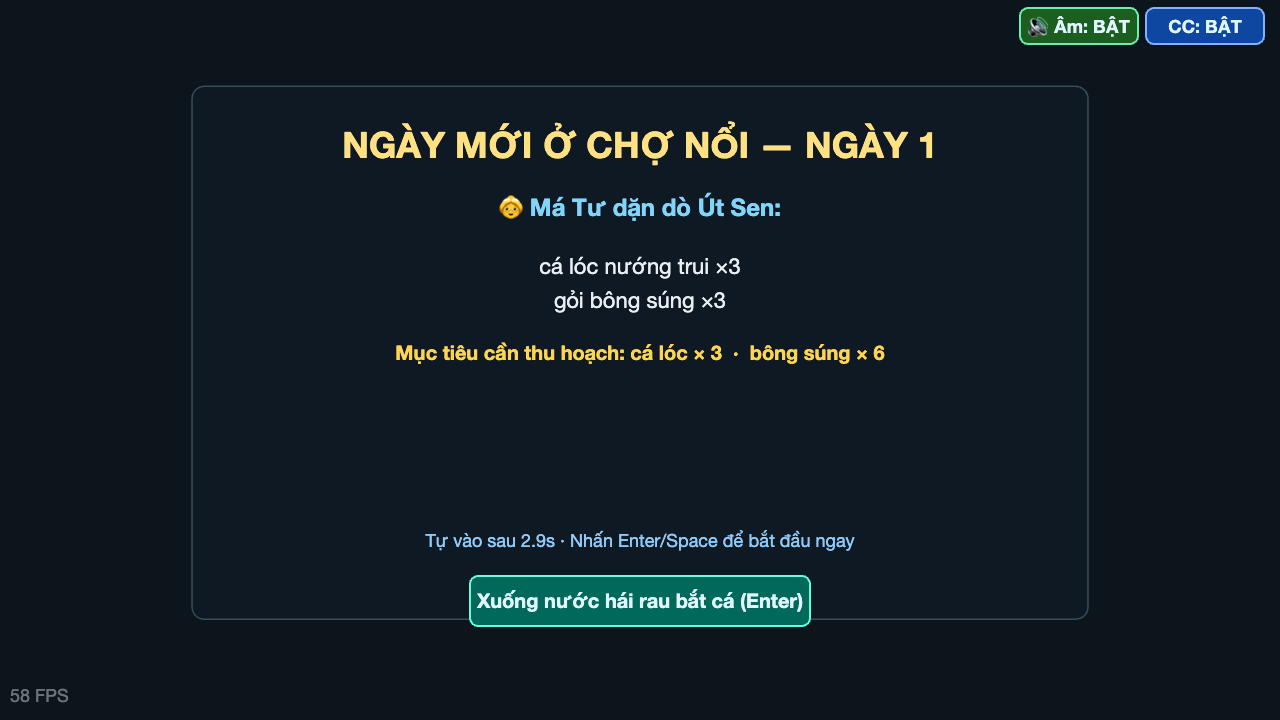 🔊 Âm: BẬT
CC: BẬT
NGÀY MỚI Ở CHỢ NỔI — NGÀY 1
👵 Má Tư dặn dò Út Sen:
cá lóc nướng trui ×3
gỏi bông súng ×3
Mục tiêu cần thu hoạch: cá lóc × 3 · bông súng × 6
Tự vào sau 2.9s · Nhấn Enter/Space để bắt đầu ngay
Xuống nước hái rau bắt cá (Enter)
58 FPS